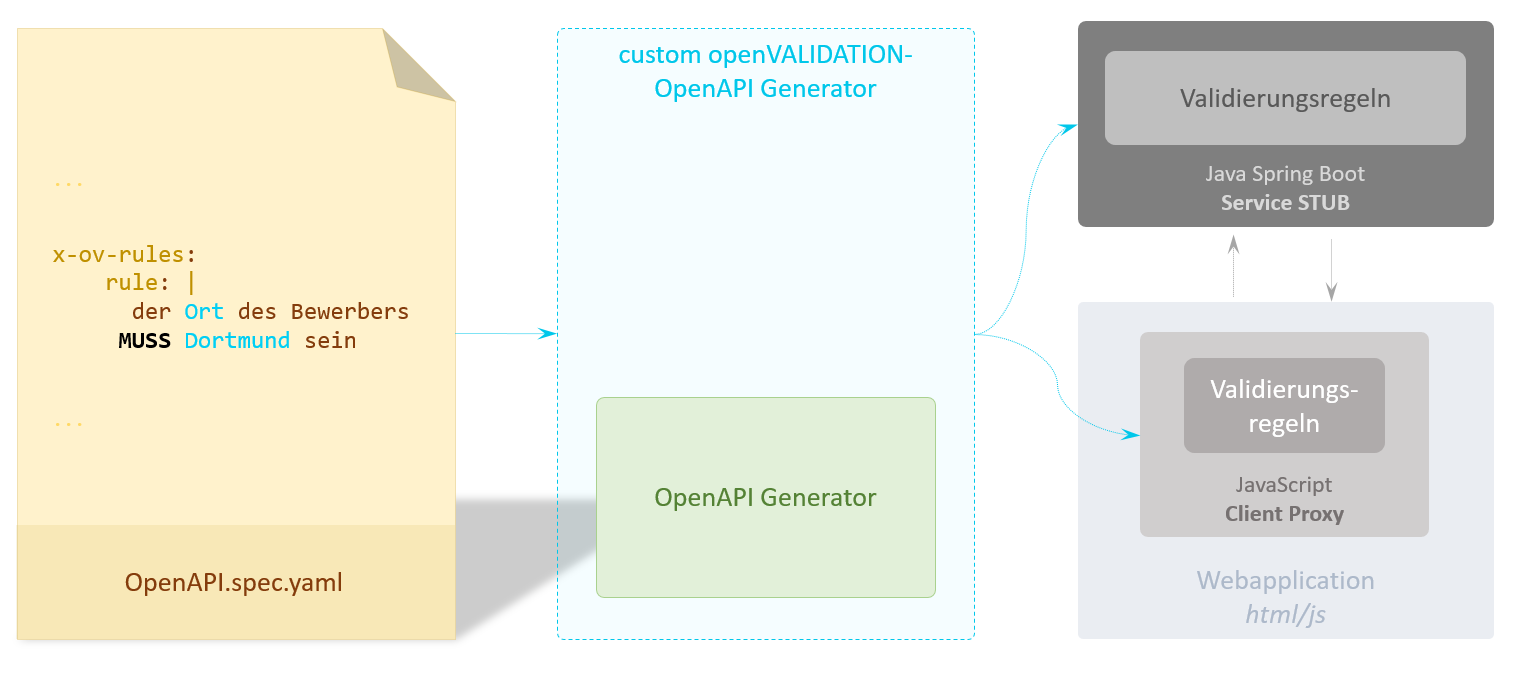 ...
x-ov-rules:
rule: |
der Ort des Bewerbers
MUSS Dortmund sein
...
OpenAPI.spec.yaml
custom openVALIDATION-
OpenAPI Generator
OpenAPI Generator
Validierungsregeln
Java Spring Boot
Service STUB
Validierungs-
regeln
JavaScript
Client Proxy
Webapplication
html/js